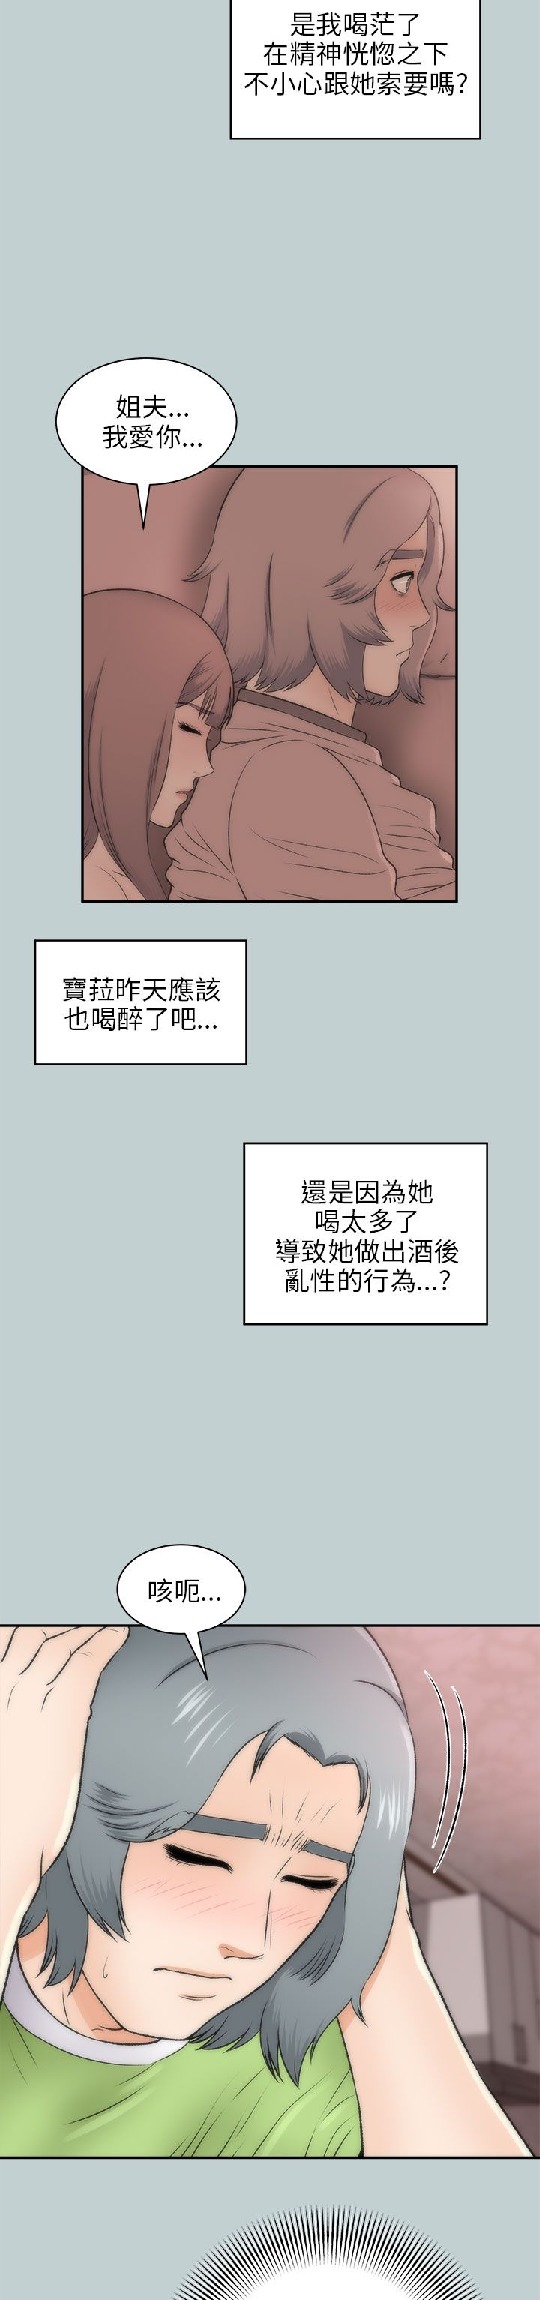 是我喝茫了
在精神恍惚之下
不小心跟她索要嗎?
姐夫...
我愛你...
寶菈昨天應該
也喝醉了吧...
還是因為她
喝太多了
導致她做出酒後
亂性的行為...?
咳呃...